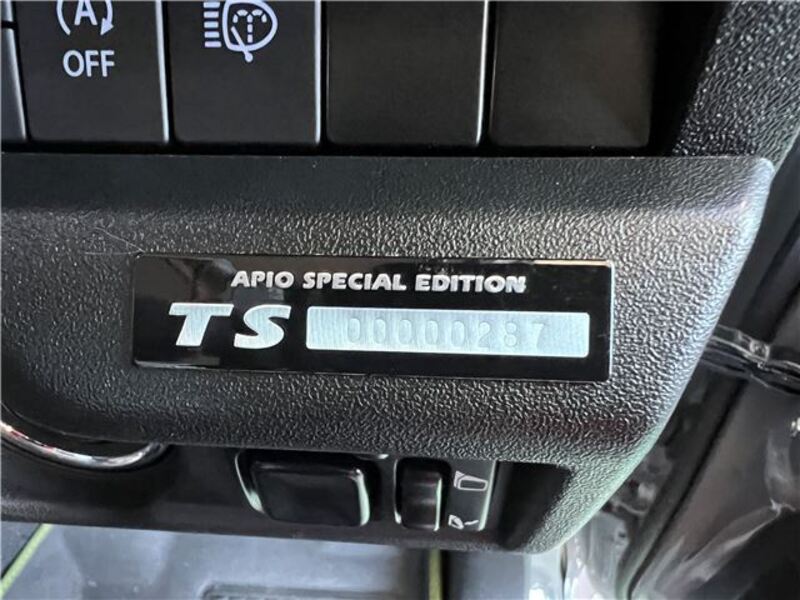 A
OFF
APIO SPECIAL EDITION
TS 00000287